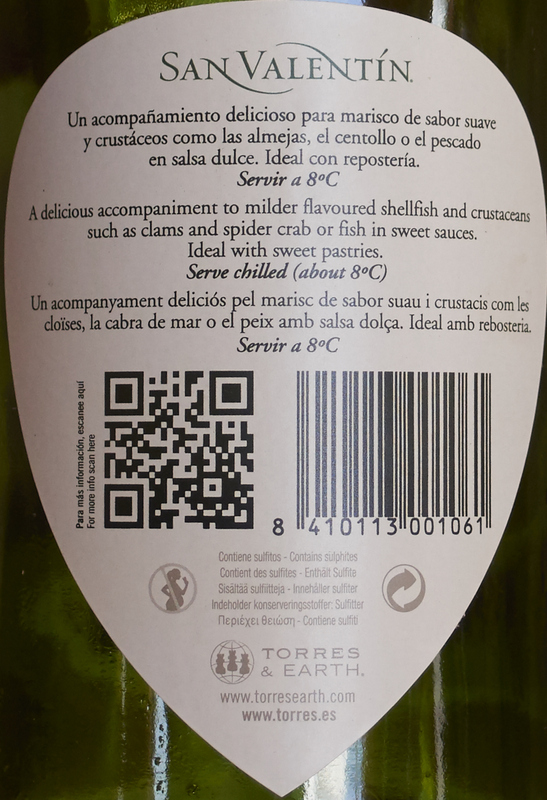 SAN VALENTÍN
Un acompañamiento delicioso para marisco de sabor suave
y crustáceos como las almejas, el centollo o el pescado
en salsa dulce. Ideal con repostería.
Servir a 8ºC
A delicious accompaniment to milder flavoured shellfish and crustaceans
such as clams and spider crab or fish in sweet sauces.
Ideal with sweet pastries.
Serve chilled (about 8ºC)
Un acompanyament deliciós pel marisc de sabor suau i crustacis com les
cloïses, la cabra de mar o el peix amb salsa dolça. Ideal amb rebosteria.
Servir a 8ºC
Para más información, escanee aquí
For more info scan here
8 410113 001061
Contiene sulfitos - Contains sulphites
Contient des sulfites - Enthält Sulfite
Sisältää sulfiitteja - Innehåller sulfiter
Indeholder konserveringsstoffer: Sulfitter
Περιέχει θειώδη - Contiene solfiti
TORRES
& EARTH®
www.torresearth.com
www.torres.es